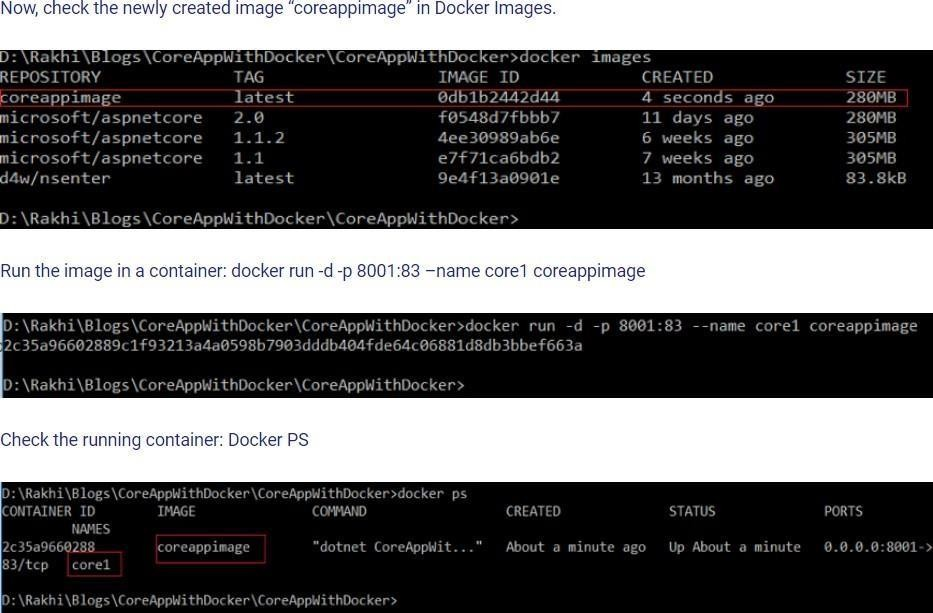 Now, check the newly created image “coreappimage” in Docker Images.
D:\Rakhi\Blogs\CoreAppWithDocker\CoreAppWithDocker>docker images
REPOSITORY TAG IMAGE ID CREATED SIZE
coreappimage latest 0db1b2442d44 4 seconds ago 280MB
microsoft/aspnetcore 2.0 f0548d7fbbb7 11 days ago 280MB
microsoft/aspnetcore 1.1.2 4ee30989ab6e 6 weeks ago 305MB
microsoft/aspnetcore 1.1 e7f71ca6bdb2 7 weeks ago 305MB
d4w/nsenter latest 9e4f13a0901e 13 months ago 83.8kB
D:\Rakhi\Blogs\CoreAppWithDocker\CoreAppWithDocker>
Run the image in a container: docker run -d -p 8001:83 –name core1 coreappimage
D:\Rakhi\Blogs\CoreAppWithDocker\CoreAppWithDocker>docker run -d -p 8001:83 --name core1 coreappimage
2c35a96602889c1f93213a4a0598b7903dddb404fde64c06881d8db3bbef663a
D:\Rakhi\Blogs\CoreAppWithDocker\CoreAppWithDocker>
Check the running container: Docker PS
D:\Rakhi\Blogs\CoreAppWithDocker\CoreAppWithDocker>docker ps
CONTAINER ID IMAGE COMMAND CREATED STATUS PORTS
NAMES
2c35a9660288 coreappimage "dotnet CoreAppWit..." About a minute ago Up About a minute 0.0.0.0:8001->
83/tcp core1
D:\Rakhi\Blogs\CoreAppWithDocker\CoreAppWithDocker>